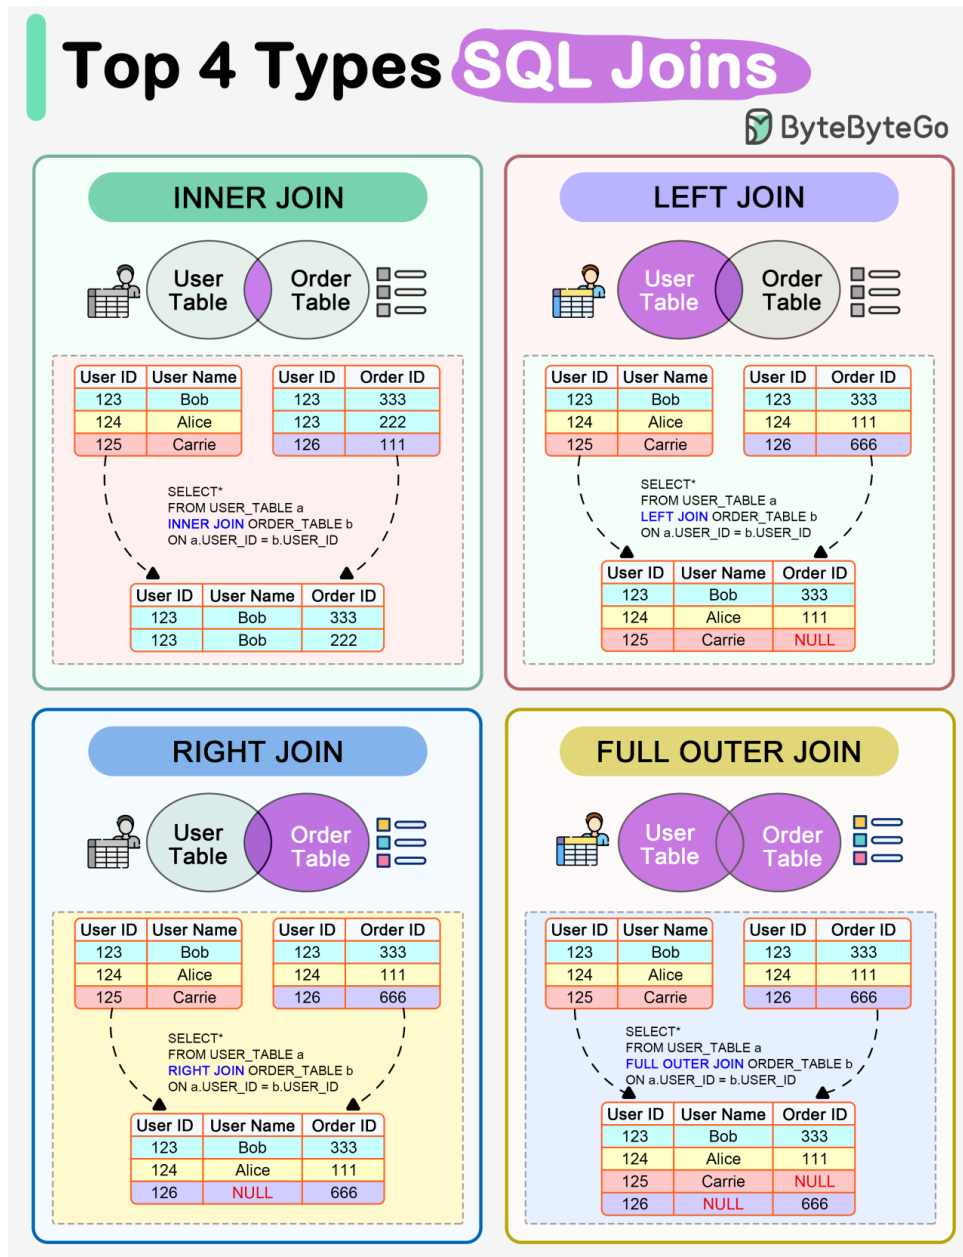 Top 4 Types SQL Joins
ByteByteGo
INNER JOIN
User Table
Order Table
User ID User Name
123 Bob
124 Alice
125 Carrie
User ID Order ID
123 333
123 222
126 111
SELECT*
FROM USER_TABLE a
INNER JOIN ORDER_TABLE b
ON a.USER_ID = b.USER_ID
User ID User Name Order ID
123 Bob 333
123 Bob 222
LEFT JOIN
User Table
Order Table
User ID User Name
123 Bob
124 Alice
125 Carrie
User ID Order ID
123 333
124 111
126 666
SELECT*
FROM USER_TABLE a
LEFT JOIN ORDER_TABLE b
ON a.USER_ID = b.USER_ID
User ID User Name Order ID
123 Bob 333
124 Alice 111
125 Carrie NULL
RIGHT JOIN
User Table
Order Table
User ID User Name
123 Bob
124 Alice
125 Carrie
User ID Order ID
123 333
124 111
126 666
SELECT*
FROM USER_TABLE a
RIGHT JOIN ORDER_TABLE b
ON a.USER_ID = b.USER_ID
User ID User Name Order ID
123 Bob 333
124 Alice 111
126 NULL 666
FULL OUTER JOIN
User Table
Order Table
User ID User Name
123 Bob
124 Alice
125 Carrie
User ID Order ID
123 333
124 111
126 666
SELECT*
FROM USER_TABLE a
FULL OUTER JOIN ORDER_TABLE b
ON a.USER_ID = b.USER_ID
User ID User Name Order ID
123 Bob 333
124 Alice 111
125 Carrie NULL
126 NULL 666